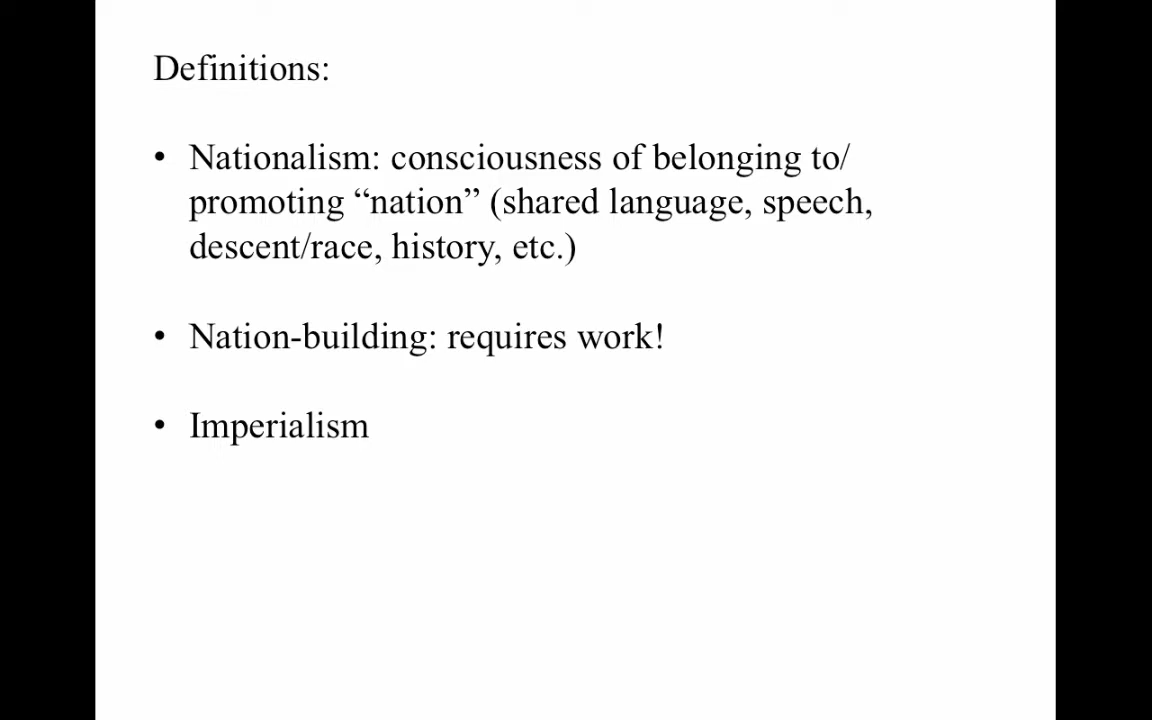 Definitions:
• Nationalism: consciousness of belonging to/
promoting “nation” (shared language, speech,
descent/race, history, etc.)
• Nation-building: requires work!
• Imperialism